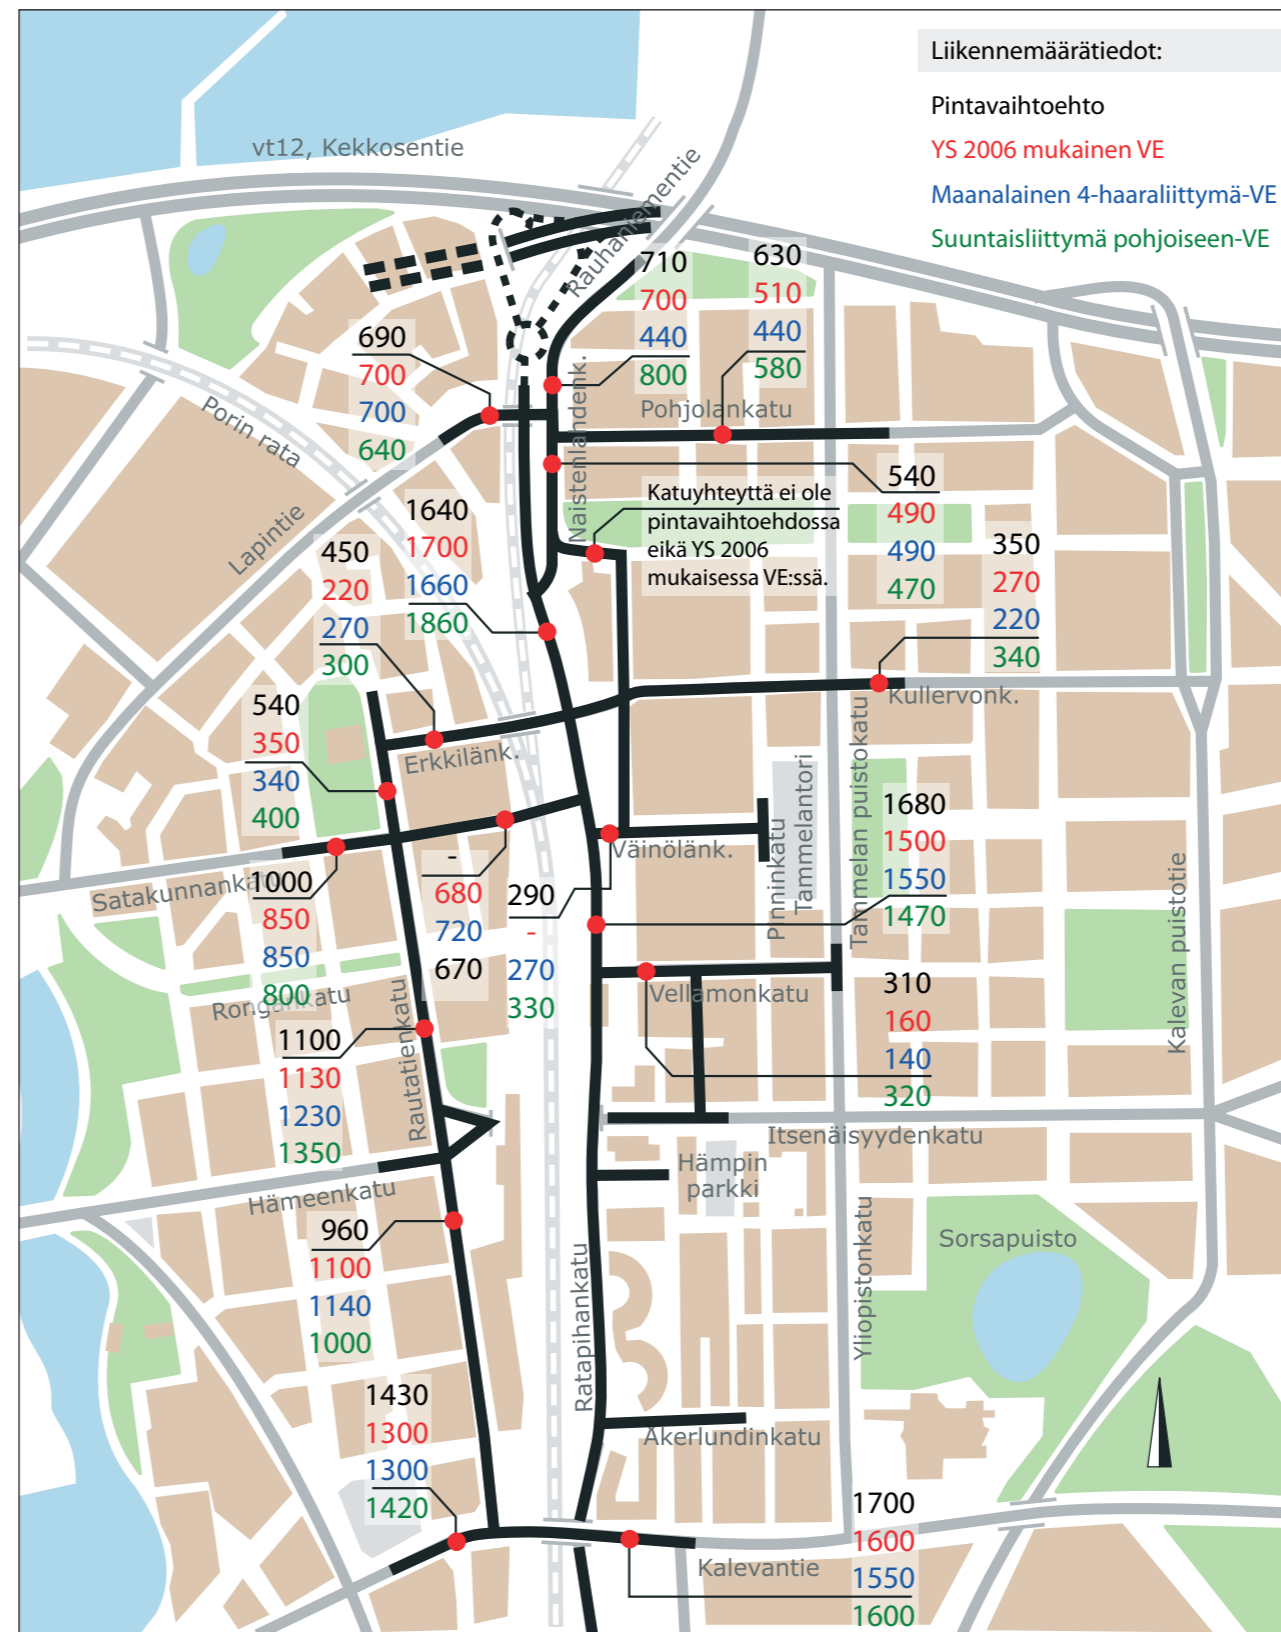 Liikennemäärätiedot:
Pintavaihtoehto
YS 2006 mukainen VE
Maanalainen 4-haaraliittymä-VE
Suuntaisliittymä pohjoiseen-VE
vt12, Kekkosentie
Rauhaniementie
710
700
440
800
630
510
440
580
690
700
700
640
Naistenlahdenk.
Pohjolankatu
Porin rata
Lapintie
Katuyhteyttä ei ole
pintavaihtoehdossa
eikä YS 2006
mukaisessa VE:ssä.
540
490
490
470
1640
1700
1660
1860
450
220
270
300
350
270
220
340
Kullervonk.
540
350
340
400
Erkkilänk.
Satakunnankatu
1000
850
850
800
-
680
720
670
290
-
270
330
Väinölänk.
Pinninkatu
Tammelantori
Tammelan puistokatu
1680
1500
1550
1470
Kalevan puistotie
Vellamonkatu
310
160
140
320
Rongankatu
Rautatienkatu
1100
1130
1230
1350
Itsenäisyydenkatu
Hämpin
parkki
Hämeenkatu
960
1100
1140
1000
Ratapihankatu
Yliopistonkatu
Sorsapuisto
1430
1300
1300
1420
Åkerlundinkatu
1700
1600
1550
1600
Kalevantie